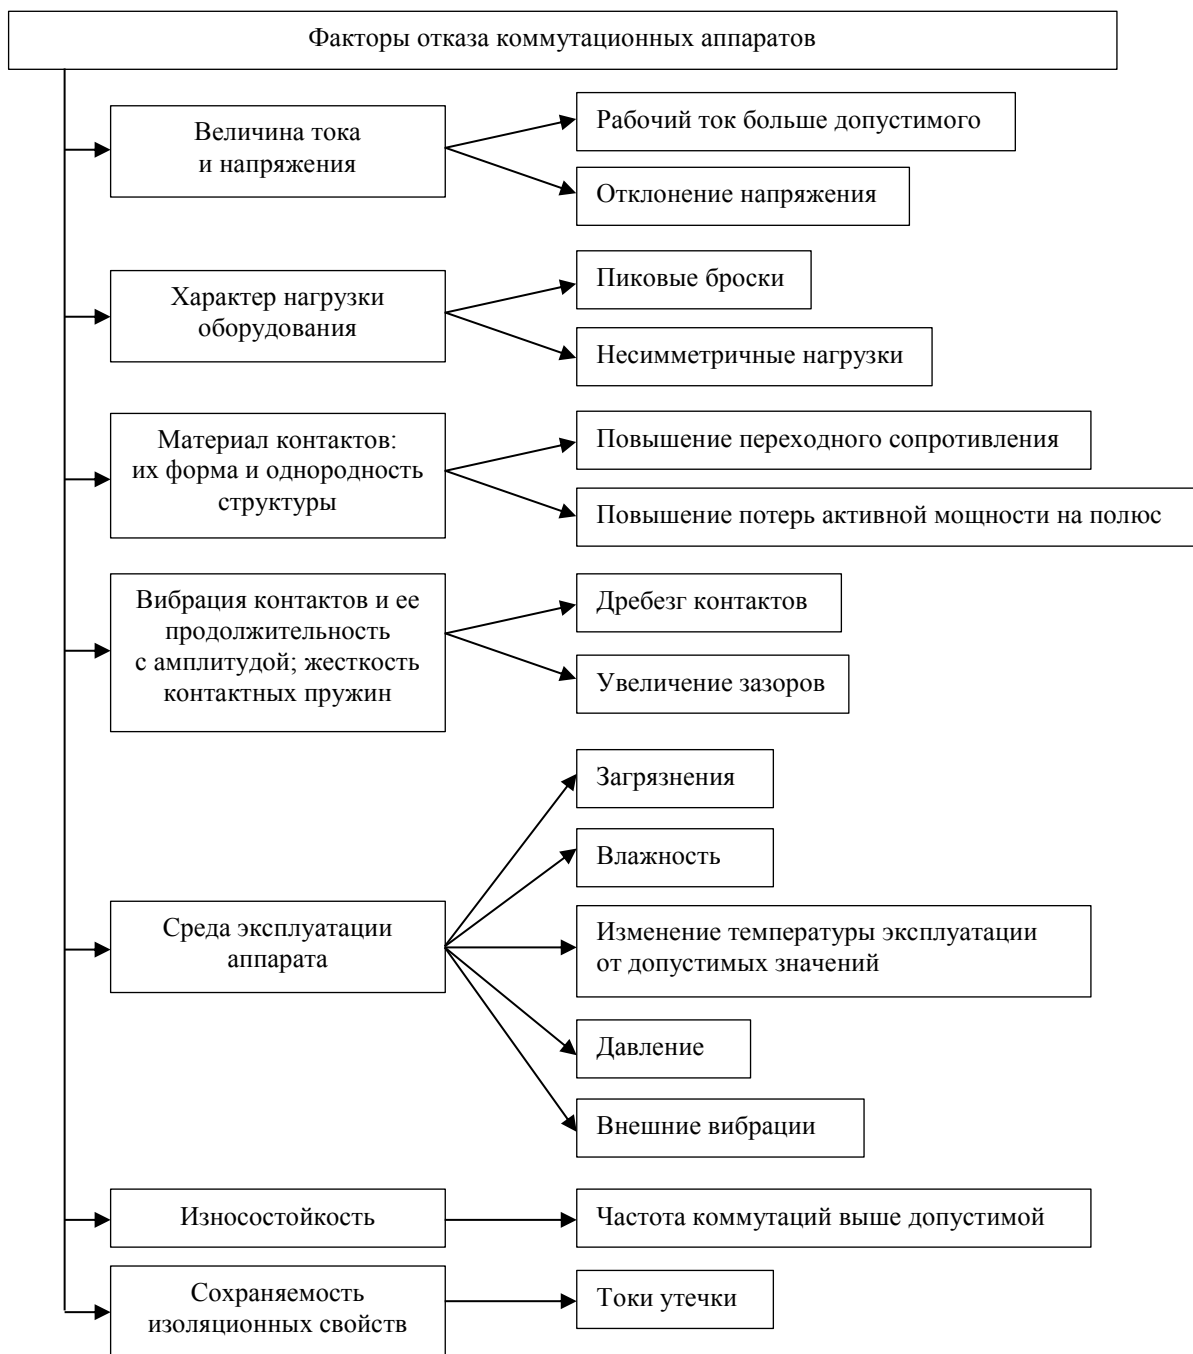 Факторы отказа коммутационных аппаратов
Величина тока
и напряжения
Рабочий ток больше допустимого
Отклонение напряжения
Характер нагрузки
оборудования
Пиковые броски
Несимметричные нагрузки
Материал контактов:
их форма и однородность
структуры
Повышение переходного сопротивления
Повышение потерь активной мощности на полюс
Вибрация контактов и ее
продолжительность
с амплитудой; жесткость
контактных пружин
Дребезг контактов
Увеличение зазоров
Среда эксплуатации
аппарата
Загрязнения
Влажность
Изменение температуры эксплуатации
от допустимых значений
Давление
Внешние вибрации
Износостойкость
Частота коммутаций выше допустимой
Сохраняемость
изоляционных свойств
Токи утечки